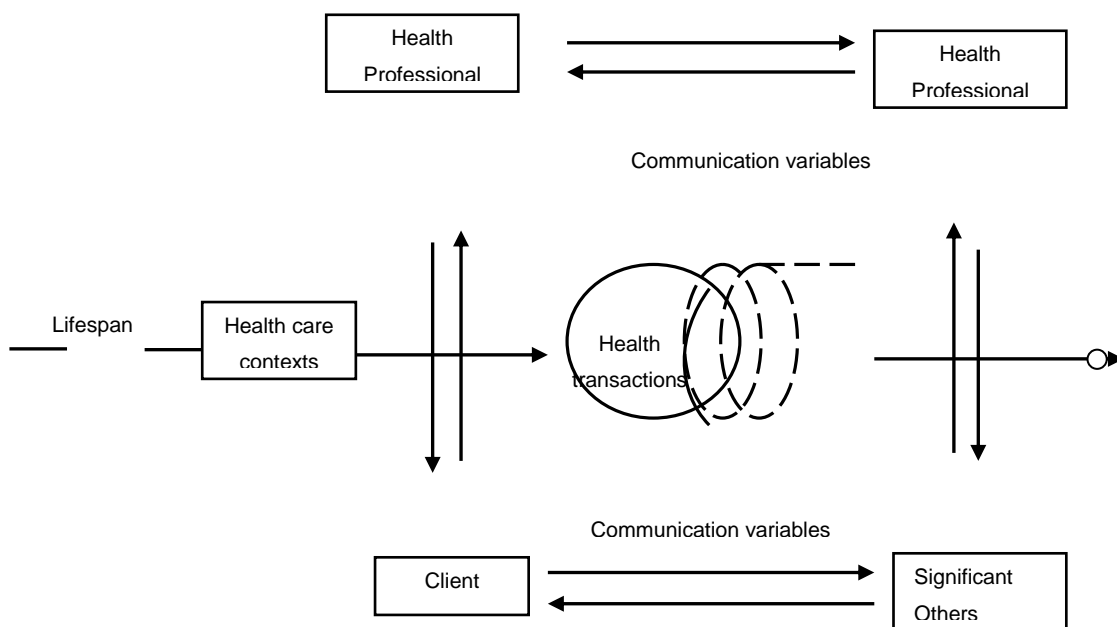 Health
Professional
Health
Professional
Communication variables
Lifespan
Health care
contexts
Health
transactions
Communication variables
Client
Significant
Others